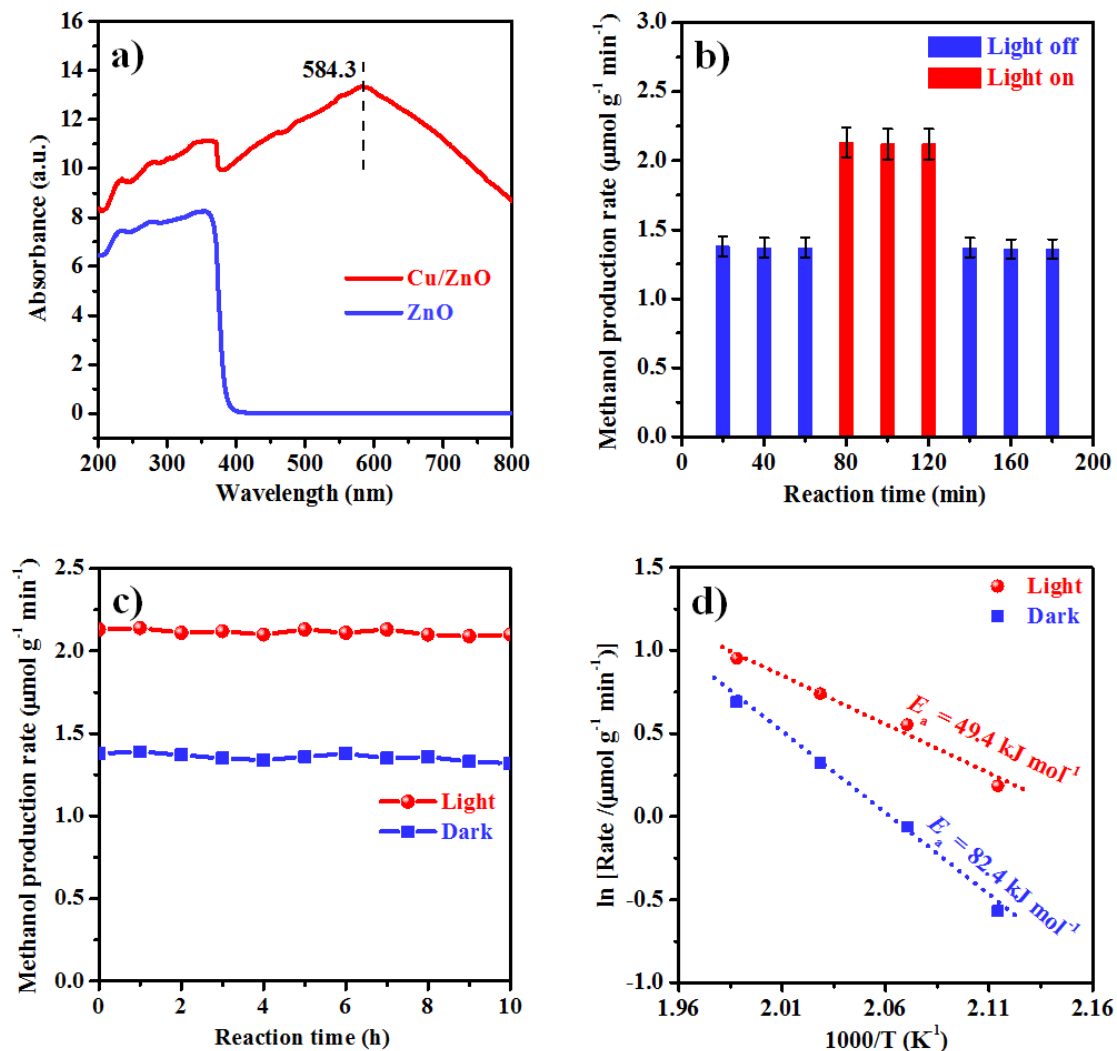 a)
584.3
Cu/ZnO
ZnO
Absorbance (a.u.)
16
14
12
10
8
6
4
2
0
200 300 400 500 600 700 800
Wavelength (nm)
b)
Light off
Light on
Methanol production rate (μmol g⁻¹ min⁻¹)
3.0
2.5
2.0
1.5
1.0
0.5
0.0
0 40 80 120 160 200
Reaction time (min)
c)
Light
Dark
Methanol production rate (μmol g⁻¹ min⁻¹)
2.5
2.0
1.5
1.0
0.5
0.0
0 2 4 6 8 10
Reaction time (h)
d)
Light
Dark
Eₐ = 49.4 kJ mol⁻¹
Eₐ = 82.4 kJ mol⁻¹
ln [Rate /(μmol g⁻¹ min⁻¹)]
1.5
1.0
0.5
0.0
-0.5
-1.0
1.96 2.01 2.06 2.11 2.16
1000/T (K⁻¹)